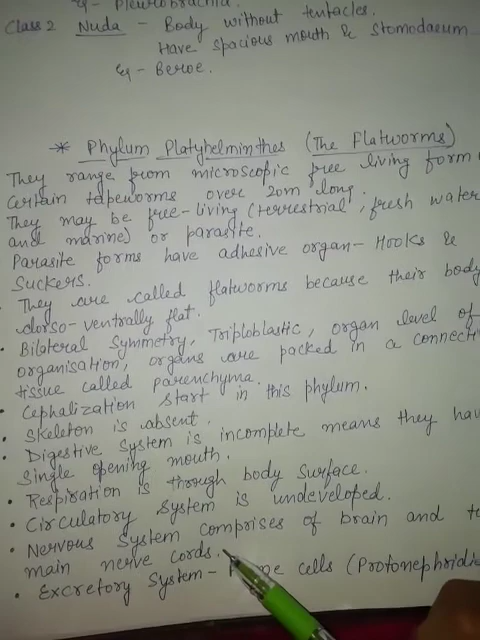 eg - Pleurobrachia.
Class 2 Nuda - Body without tentacles.
Have spacious mouth & stomodaeum
eg - Beroe.
* Phylum Platyhelminthes (The Flatworms)
They range from microscopic free living form
certain tapeworms over 20m long.
They may be free-living (terrestrial, fresh water
and marine) or parasite.
Parasite forms have adhesive organ - Hooks &
Suckers.
• They are called flatworms because their body
dorso-ventrally flat.
• Bilateral Symmetry, Triploblastic, organ level of
organisation, organs are packed in a connecti
tissue called parenchyma.
• Cephalization start in this phylum.
• Skeleton is absent.
• Digestive System is incomplete means they hav
single opening mouth.
• Respiration is through body surface.
• Circulatory System is undeveloped.
• Nervous System comprises of brain and
main nerve cords.
• Excretory System - cells (Protonephridi